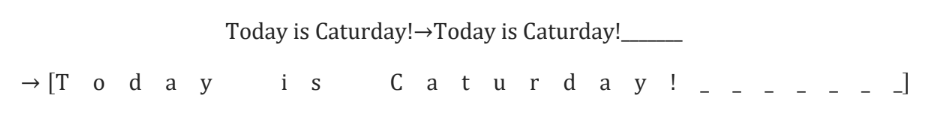 Today is Caturday!→Today is Caturday!_______
→[T o d a y   i s   C a t u r d a y ! _ _ _ _ _ _ _]